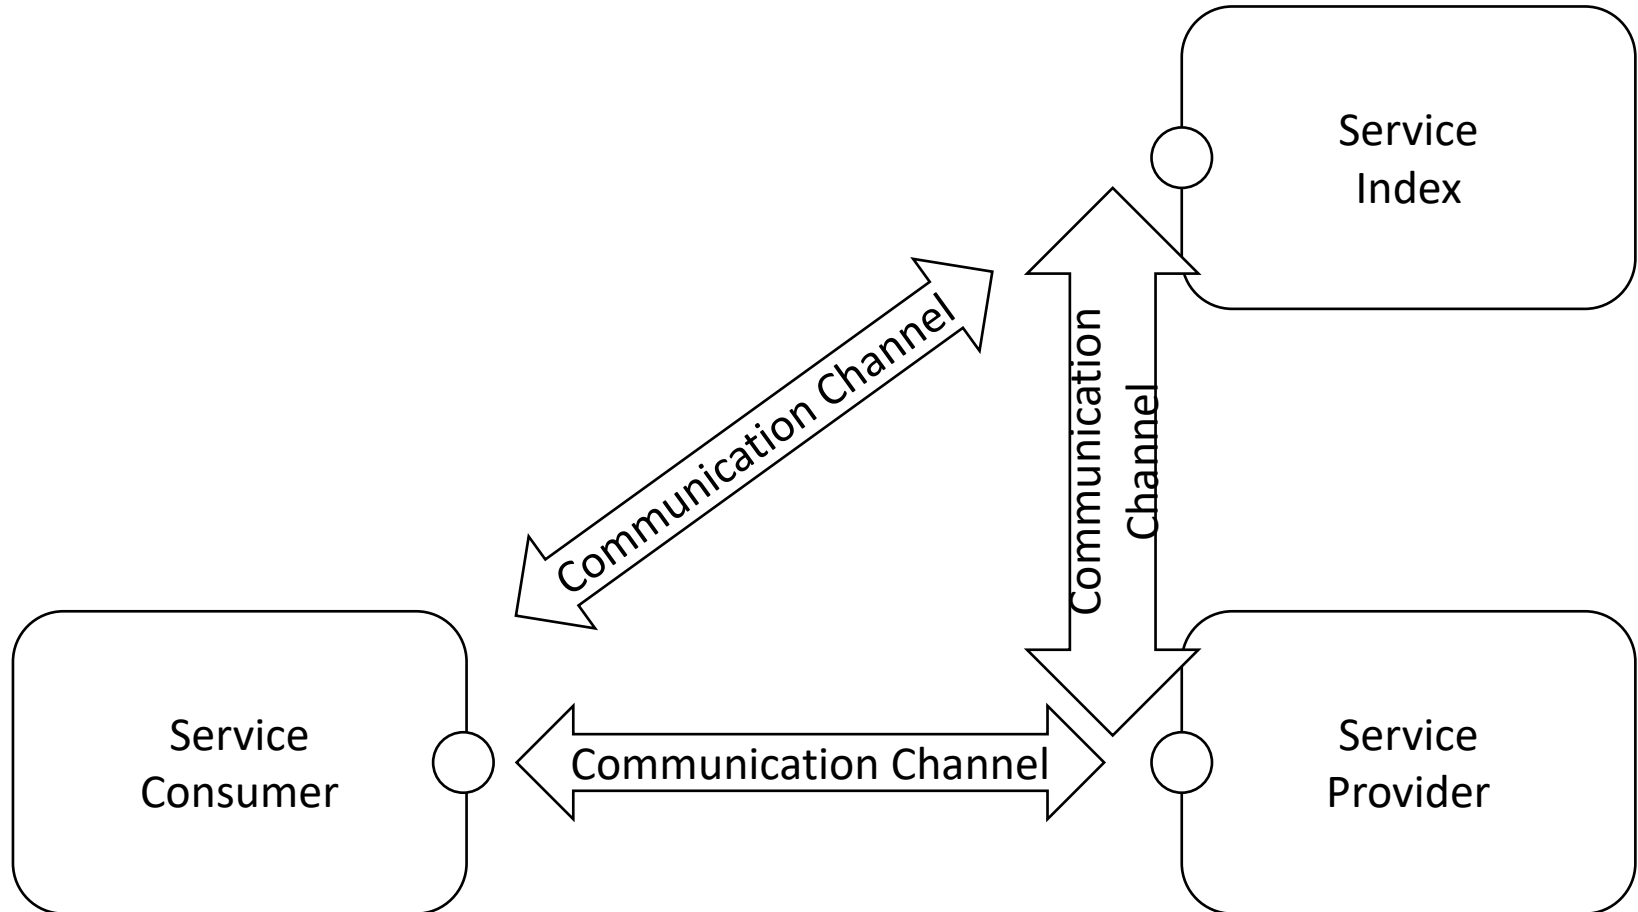 Service
Index
Communication Channel
Communication
Channel
Service
Consumer
Communication Channel
Service
Provider